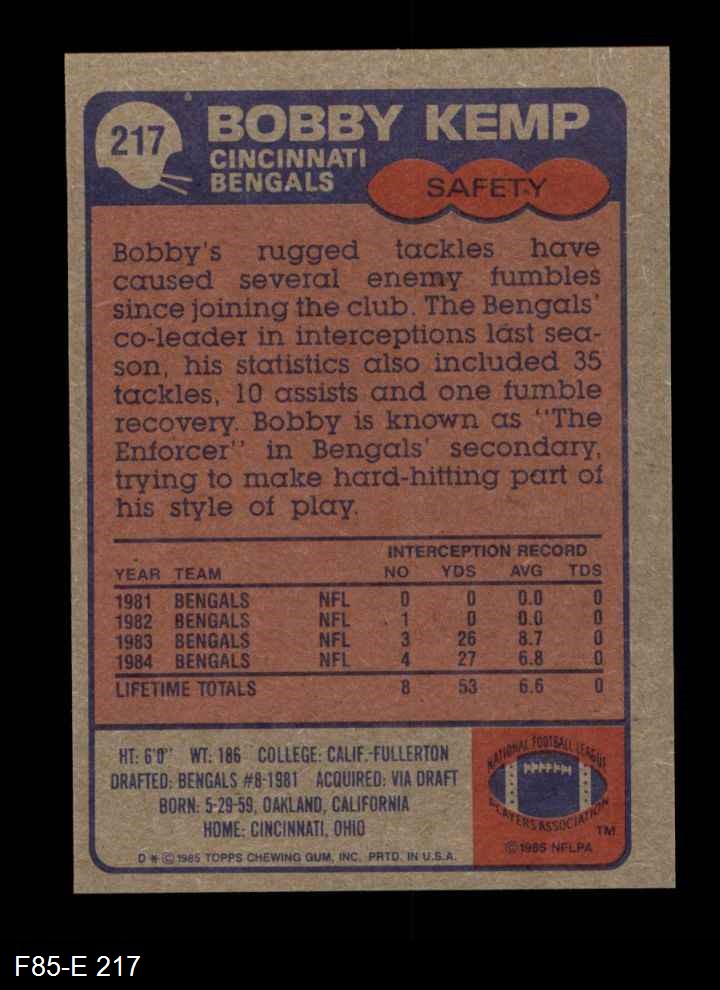 217
BOBBY KEMP
CINCINNATI
BENGALS
SAFETY
Bobby's rugged tackles have
caused several enemy fumbles
since joining the club. The Bengals'
co-leader in interceptions last sea-
son, his statistics also included 35
tackles, 10 assists and one fumble
recovery. Bobby is known as "The
Enforcer" in Bengals' secondary,
trying to make hard-hitting part of
his style of play.
INTERCEPTION RECORD
YEAR TEAM NO YDS AVG TDS
1981 BENGALS NFL 0 0 0.0 0
1982 BENGALS NFL 1 0 0.0 0
1983 BENGALS NFL 3 26 8.7 0
1984 BENGALS NFL 4 27 6.8 0
LIFETIME TOTALS 8 53 6.6 0
HT: 6'0" WT: 186 COLLEGE: CALIF.-FULLERTON
DRAFTED: BENGALS #8-1981 ACQUIRED: VIA DRAFT
BORN: 5-29-59, OAKLAND, CALIFORNIA
HOME: CINCINNATI, OHIO
D * © 1985 TOPPS CHEWING GUM, INC. PRTD. IN U.S.A.
NATIONAL FOOTBALL LEAGUE
PLAYERS ASSOCIATION
TM
© 1985 NFLPA
F85-E 217